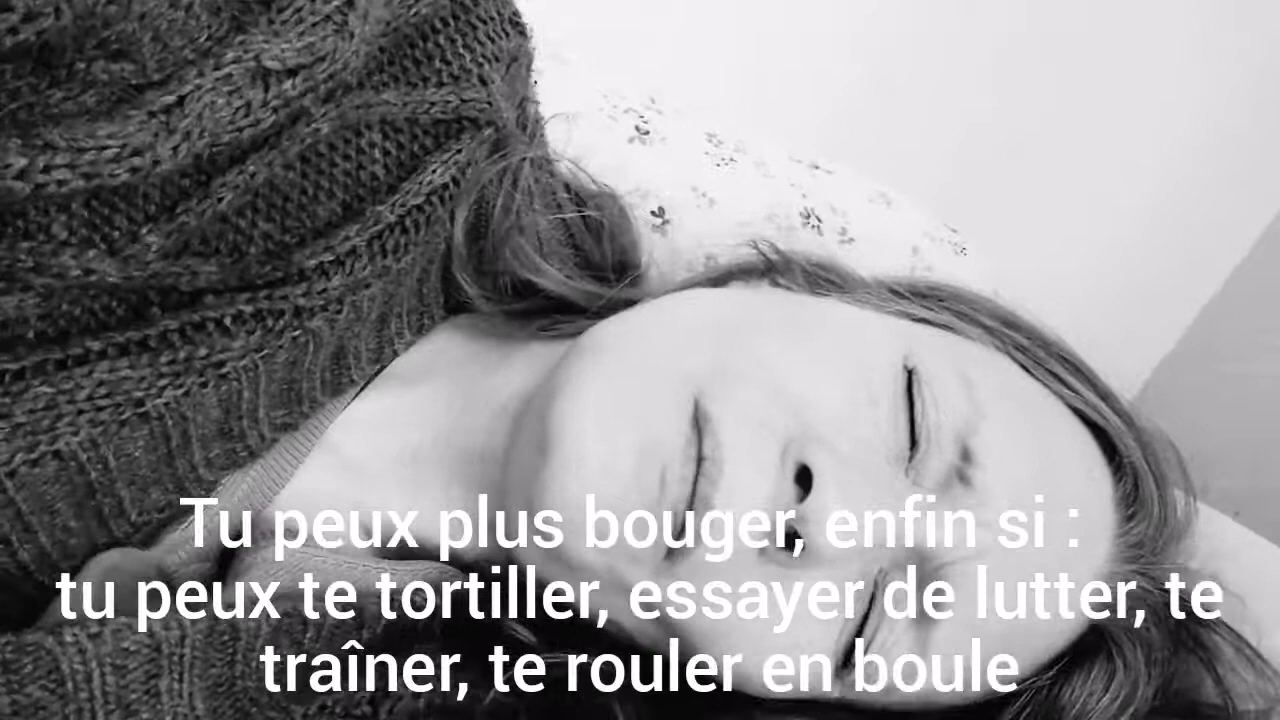 Tu peux plus bouger, enfin si :
tu peux te tortiller, essayer de lutter, te
traîner, te rouler en boule